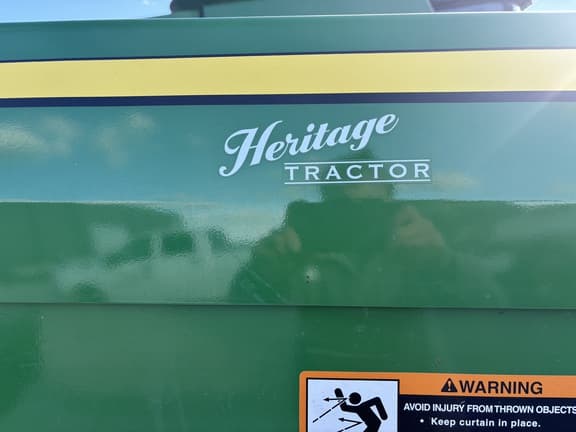 Heritage
TRACTOR
WARNING
AVOID INJURY FROM THROWN OBJECTS
• Keep curtain in place.